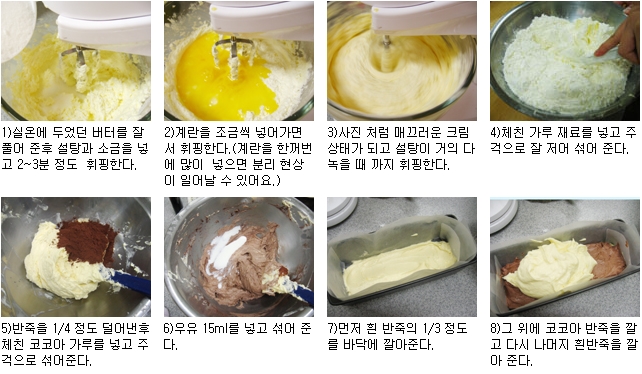 1)실온에 두었던 버터를 잘
풀어 준후 설탕과 소금을 넣
고 2~3분 정도 휘핑한다.
2)계란을 조금씩 넣어가면
서 휘핑한다.(계란을 한꺼번
에 많이 넣으면 분리 현상
이 일어날 수 있어요.)
3)사진 처럼 매끄러운 크림
상태가 되고 설탕이 거의 다
녹을 때 까지 휘핑한다.
4)체친 가루 재료를 넣고 주
걱으로 잘 저어 섞어 준다.
5)반죽을 1/4 정도 덜어낸후
체친 코코아 가루를 넣고 주
걱으로 섞어준다.
6)우유 15ml를 넣고 섞어 준
다.
7)먼저 흰 반죽의 1/3 정도
를 바닥에 깔아준다.
8)그 위에 코코아 반죽을 깔
고 다시 나머지 흰반죽을 깔
아 준다.